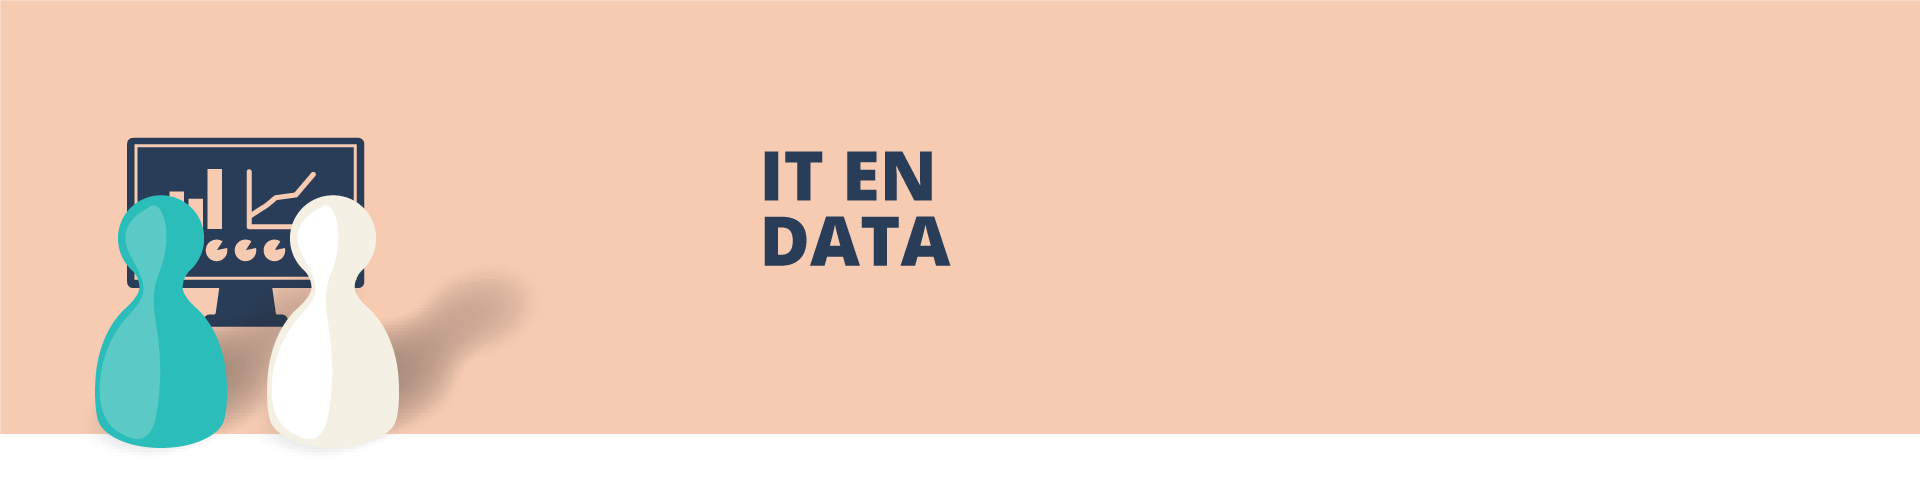 IT EN
DATA